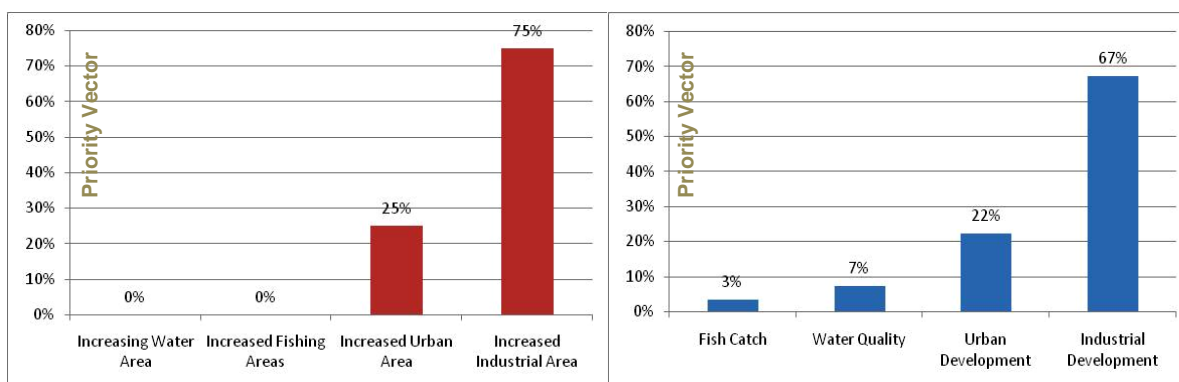 80%
70%
60%
50%
40%
30%
20%
10%
0%
Priority Vector
0%
0%
25%
75%
Increasing Water
Area
Increased Fishing
Areas
Increased Urban
Area
Increased
Industrial Area
80%
70%
60%
50%
40%
30%
20%
10%
0%
Priority Vector
3%
7%
22%
67%
Fish Catch
Water Quality
Urban
Development
Industrial
Development